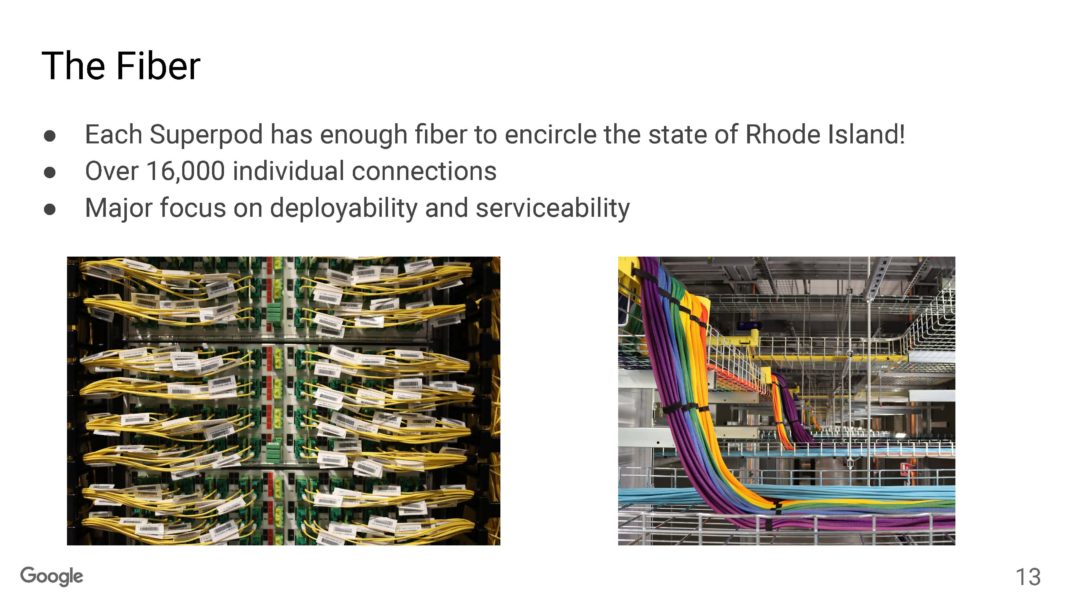 The Fiber
● Each Superpod has enough fiber to encircle the state of Rhode Island!
● Over 16,000 individual connections
● Major focus on deployability and serviceability
Google
13